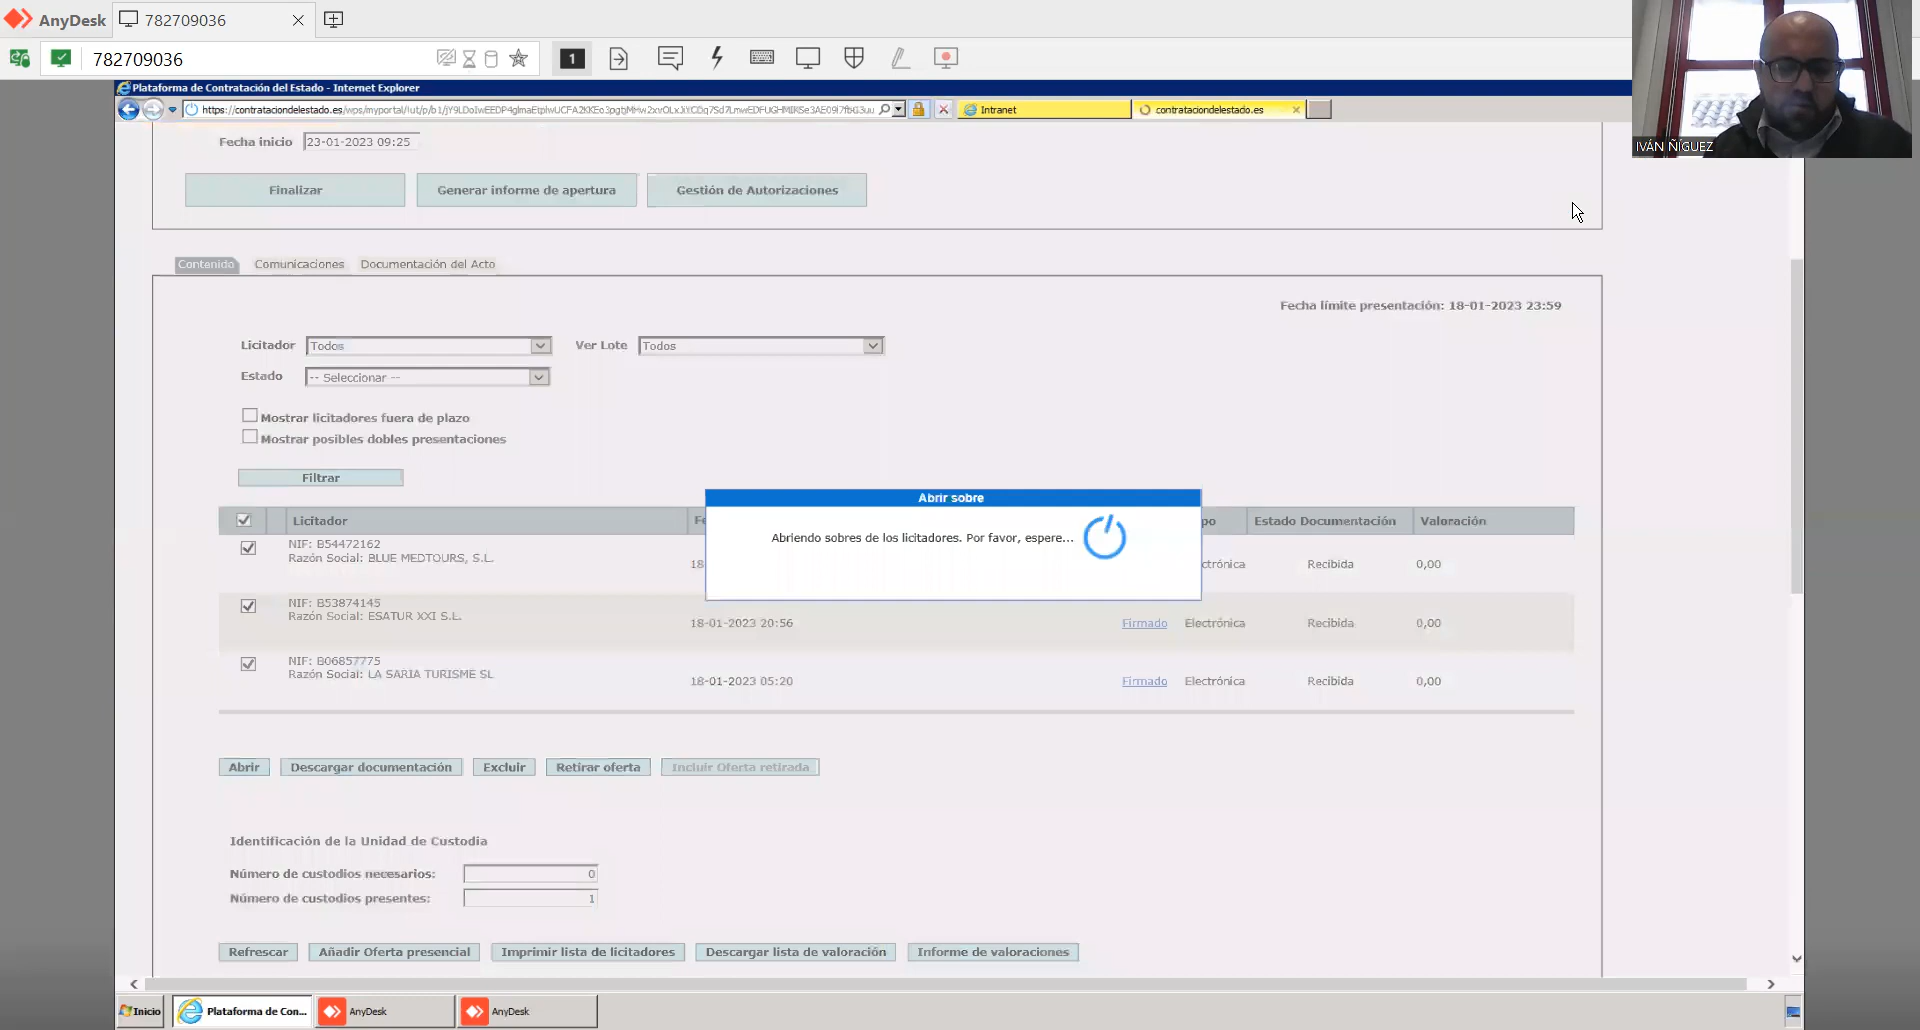 AnyDesk
782709036
782709036
1
IVÁN ÑÍGUEZ
Plataforma de Contratación del Estado - Internet Explorer
Intranet
contrataciondelestado.es
Fecha inicio 23-01-2023 09:25
Finalizar
Generar informe de apertura
Gestión de Autorizaciones
Contenido
Comunicaciones
Documentación del Acto
Fecha límite presentación: 18-01-2023 23:59
Licitador Todos
Ver Lote Todos
Estado -- Seleccionar --
Mostrar licitadores fuera de plazo
Mostrar posibles dobles presentaciones
Filtrar
Abrir sobre
Abriendo sobres de los licitadores. Por favor, espere...
Licitador
Estado Documentación
Valoración
NIF: B54472162
Razón Social: BLUE MEDTOURS, S.L.
18
ctrónica
Recibida
0,00
NIF: B53874145
Razón Social: ESATUR XXI S.L.
18-01-2023 20:56
Firmado
Electrónica
Recibida
0,00
NIF: B06857775
Razón Social: LA SARIA TURISME SL
18-01-2023 05:20
Firmado
Electrónica
Recibida
0,00
Abrir
Descargar documentación
Excluir
Retirar oferta
Incluir Oferta retirada
Identificación de la Unidad de Custodia
Número de custodios necesarios: 0
Número de custodios presentes: 1
Refrescar
Añadir Oferta presencial
Imprimir lista de licitadores
Descargar lista de valoración
Informe de valoraciones
Inicio
Plataforma de Con...
AnyDesk
AnyDesk